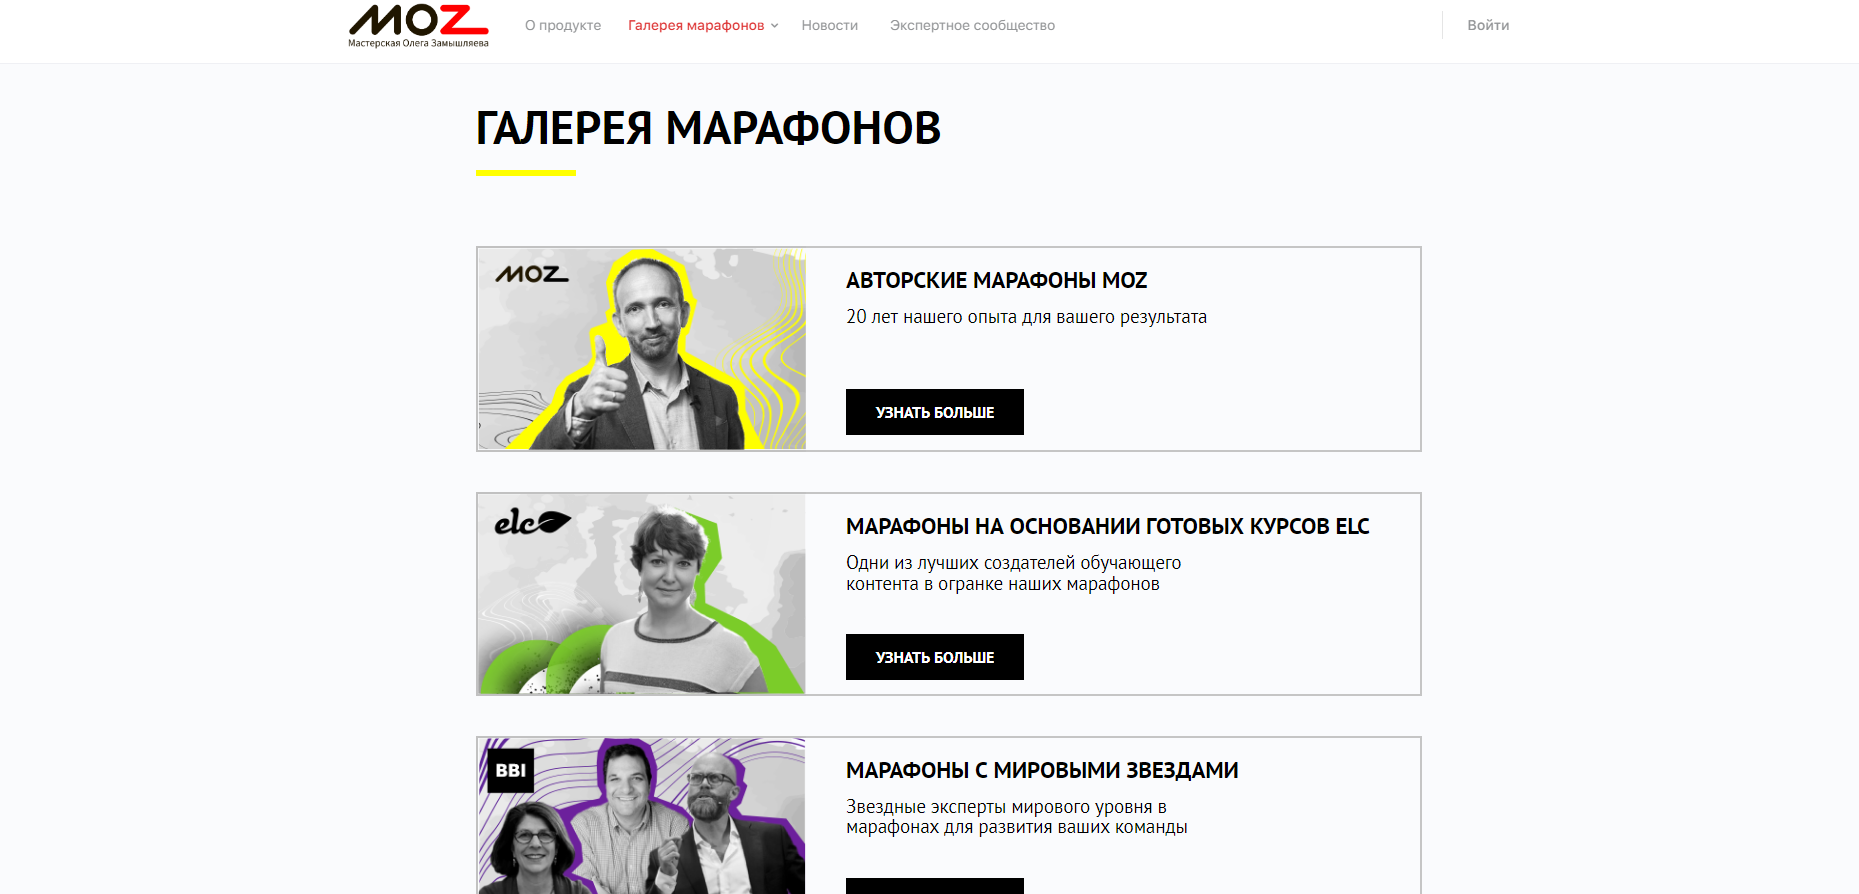 MOZ
Мастерская Олега Замышляева
О продукте
Галерея марафонов
Новости
Экспертное сообщество
Войти
ГАЛЕРЕЯ МАРАФОНОВ
MOZ
АВТОРСКИЕ МАРАФОНЫ MOZ
20 лет нашего опыта для вашего результата
УЗНАТЬ БОЛЬШЕ
elc
МАРАФОНЫ НА ОСНОВАНИИ ГОТОВЫХ КУРСОВ ELC
Одни из лучших создателей обучающего
контента в огранке наших марафонов
УЗНАТЬ БОЛЬШЕ
BBI
МАРАФОНЫ С МИРОВЫМИ ЗВЕЗДАМИ
Звездные эксперты мирового уровня в
марафонах для развития ваших команды